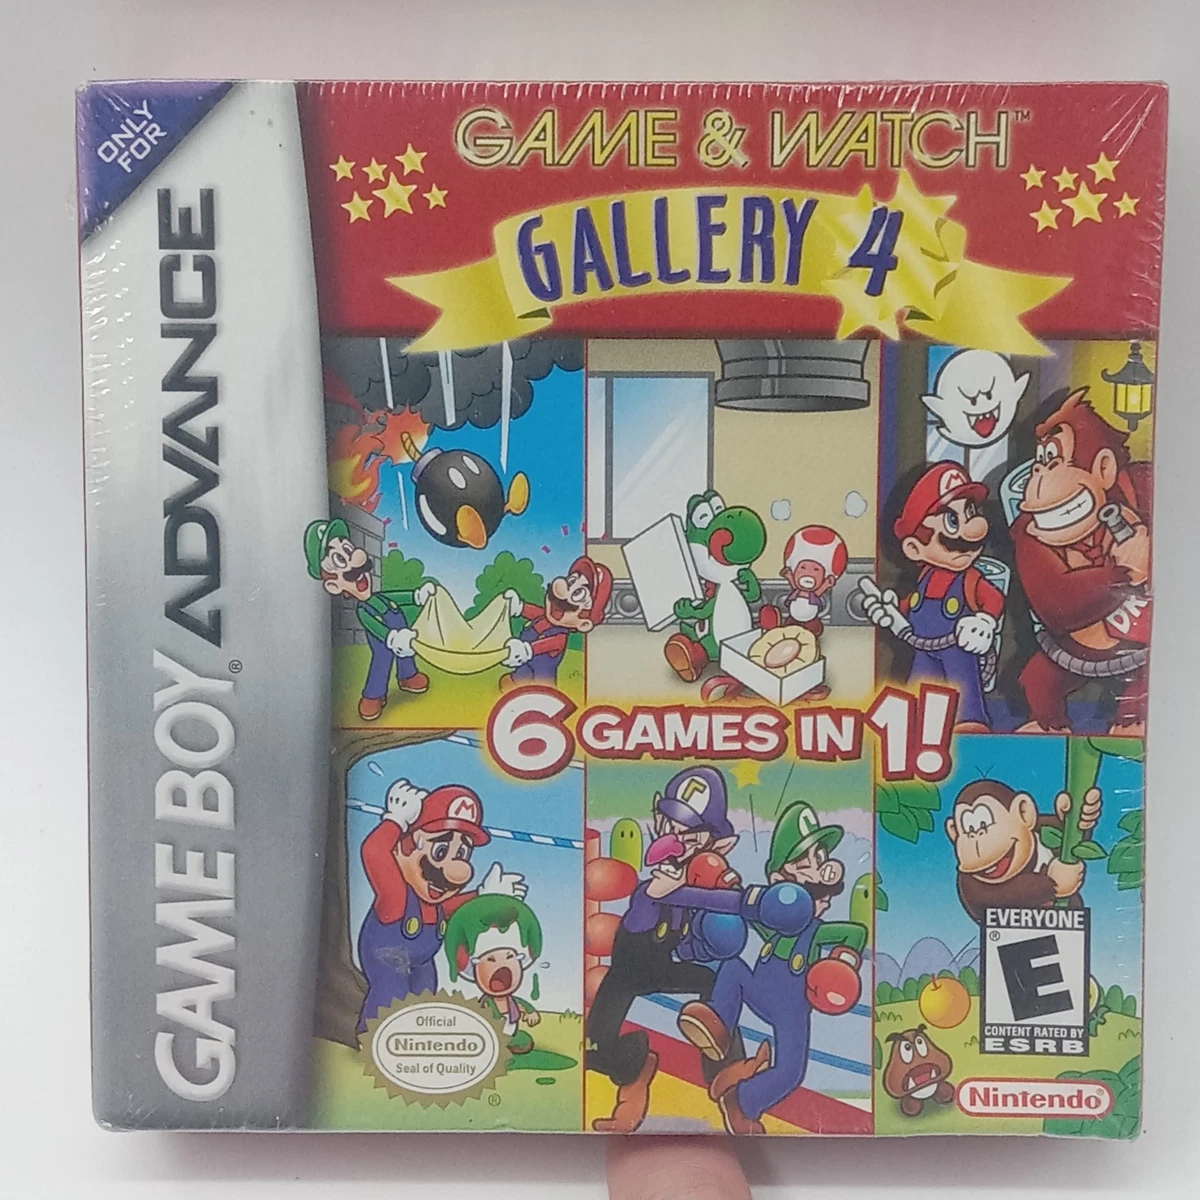 ONLY
FOR
GAME BOY ADVANCE
®
GAME & WATCH™
GALLERY 4
6 GAMES IN 1!
M
L
M
M
D.K
M
L
Official
Nintendo
Seal of Quality
®
EVERYONE
®
E
CONTENT RATED BY
ESRB
Nintendo®